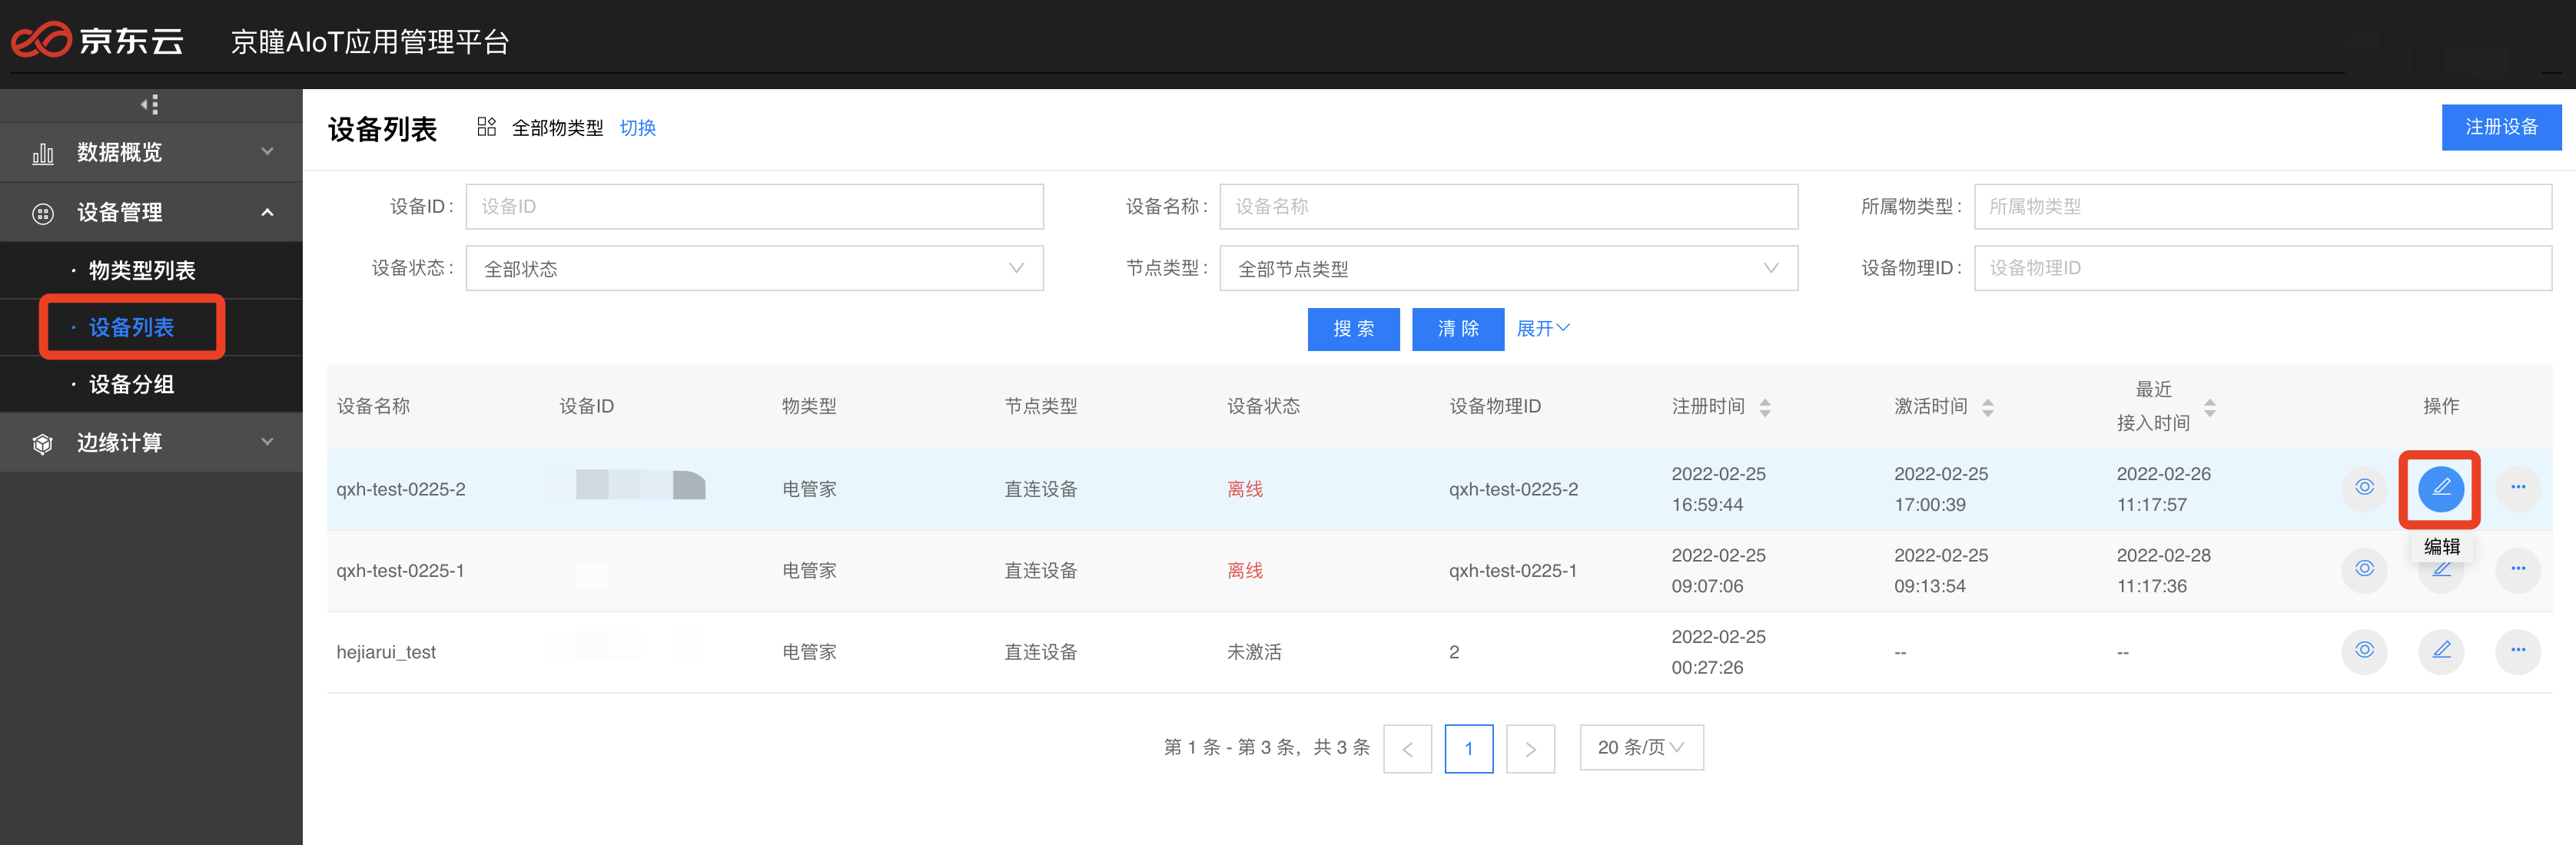 京东云 京瞳AIoT应用管理平台
数据概览
设备管理
· 物类型列表
· 设备列表
· 设备分组
边缘计算
设备列表 全部物类型 切换 注册设备
设备ID： 设备ID 设备名称： 设备名称 所属物类型： 所属物类型
设备状态： 全部状态 节点类型： 全部节点类型 设备物理ID： 设备物理ID
搜 索 清 除 展开
设备名称 设备ID 物类型 节点类型 设备状态 设备物理ID 注册时间 激活时间 最近 操作
接入时间
qxh-test-0225-2 电管家 直连设备 离线 qxh-test-0225-2 2022-02-25 2022-02-25 2022-02-26
16:59:44 17:00:39 11:17:57
编辑
qxh-test-0225-1 电管家 直连设备 离线 qxh-test-0225-1 2022-02-25 2022-02-25 2022-02-28
09:07:06 09:13:54 11:17:36
hejiarui_test 电管家 直连设备 未激活 2 2022-02-25 -- --
00:27:26
第 1 条 - 第 3 条，共 3 条 < 1 > 20 条/页